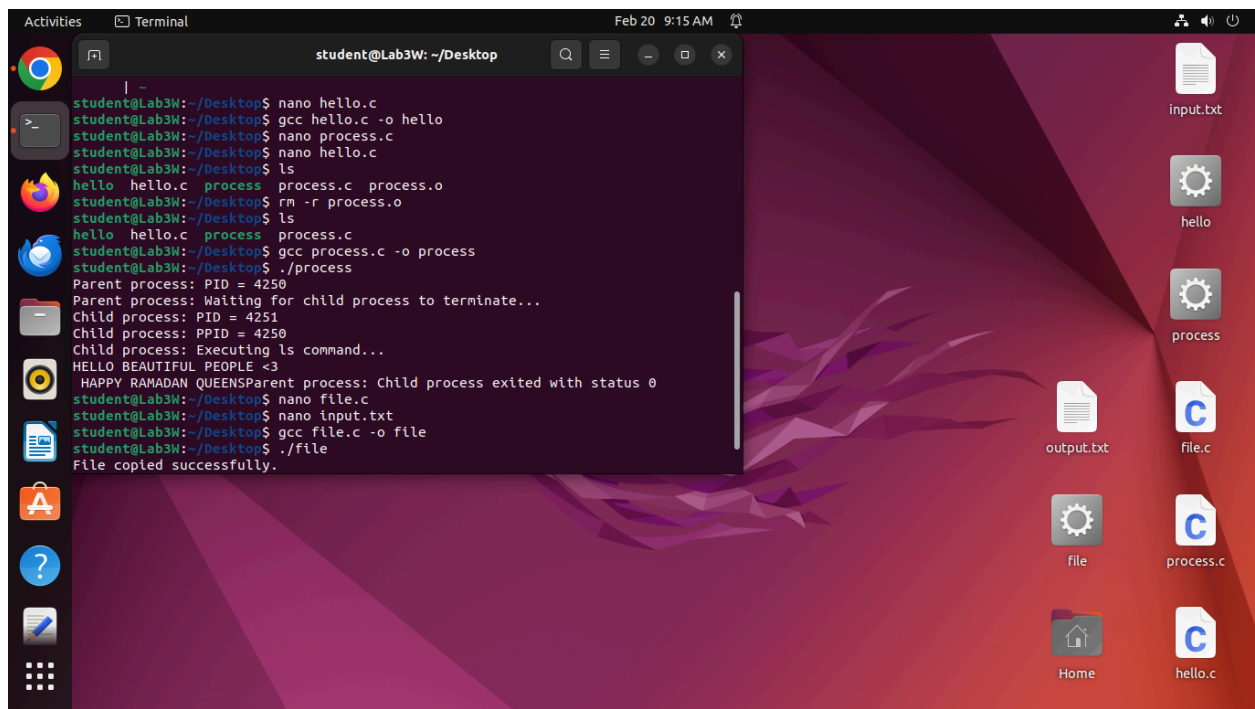 Activities Terminal Feb 20 9:15 AM
student@Lab3W: ~/Desktop
| ~
student@Lab3W:~/Desktop$ nano hello.c
student@Lab3W:~/Desktop$ gcc hello.c -o hello
student@Lab3W:~/Desktop$ nano process.c
student@Lab3W:~/Desktop$ nano hello.c
student@Lab3W:~/Desktop$ ls
hello hello.c process process.c process.o
student@Lab3W:~/Desktop$ rm -r process.o
student@Lab3W:~/Desktop$ ls
hello hello.c process process.c
student@Lab3W:~/Desktop$ gcc process.c -o process
student@Lab3W:~/Desktop$ ./process
Parent process: PID = 4250
Parent process: Waiting for child process to terminate...
Child process: PID = 4251
Child process: PPID = 4250
Child process: Executing ls command...
HELLO BEAUTIFUL PEOPLE <3
HAPPY RAMADAN QUEENSParent process: Child process exited with status 0
student@Lab3W:~/Desktop$ nano file.c
student@Lab3W:~/Desktop$ nano input.txt
student@Lab3W:~/Desktop$ gcc file.c -o file
student@Lab3W:~/Desktop$ ./file
File copied successfully.
input.txt
hello
process
output.txt file.c
file process.c
Home hello.c